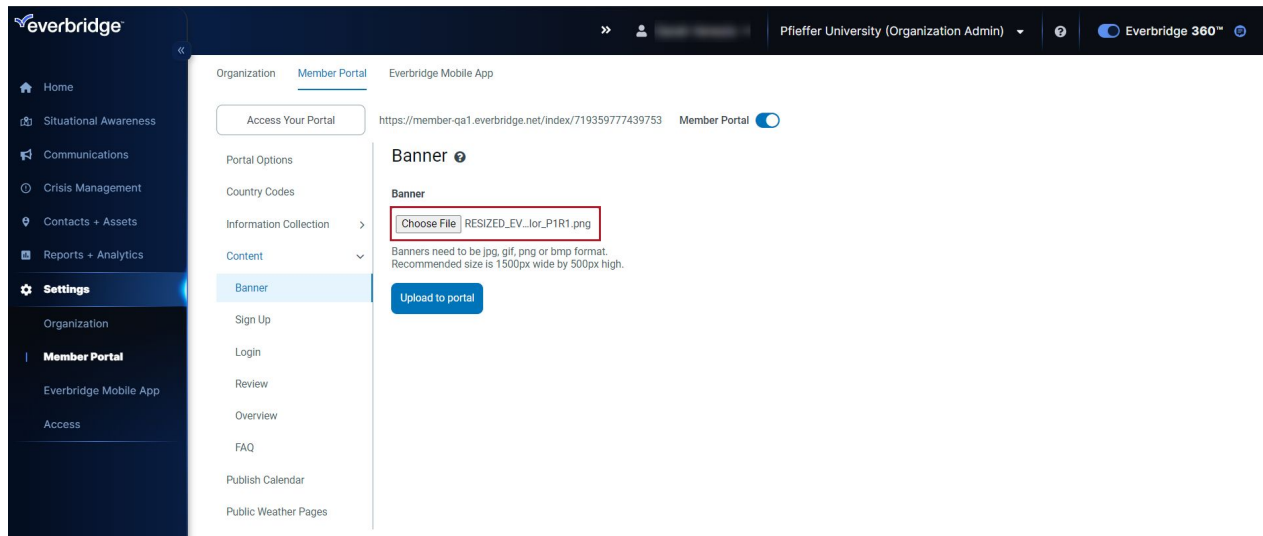 everbridge™
»
Pfieffer University (Organization Admin)
?
Everbridge 360™
«
Home
Situational Awareness
Communications
Crisis Management
Contacts + Assets
Reports + Analytics
Settings
Organization
Member Portal
Everbridge Mobile App
Access
Organization Member Portal Everbridge Mobile App
Access Your Portal https://member-qa1.everbridge.net/index/719359777439753 Member Portal
Portal Options
Country Codes
Information Collection >
Content
Banner
Sign Up
Login
Review
Overview
FAQ
Publish Calendar
Public Weather Pages
Banner ?
Banner
Choose File RESIZED_EV...lor_P1R1.png
Banners need to be jpg, gif, png or bmp format.
Recommended size is 1500px wide by 500px high.
Upload to portal